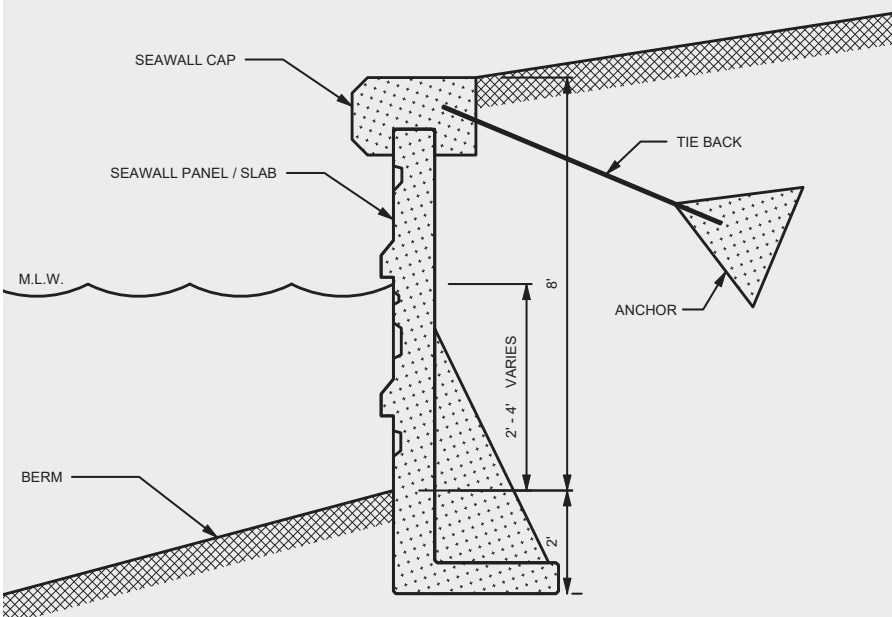 SEAWALL CAP
TIE BACK
SEAWALL PANEL / SLAB
M.L.W.
8'
ANCHOR
2' - 4' VARIES
BERM
2'